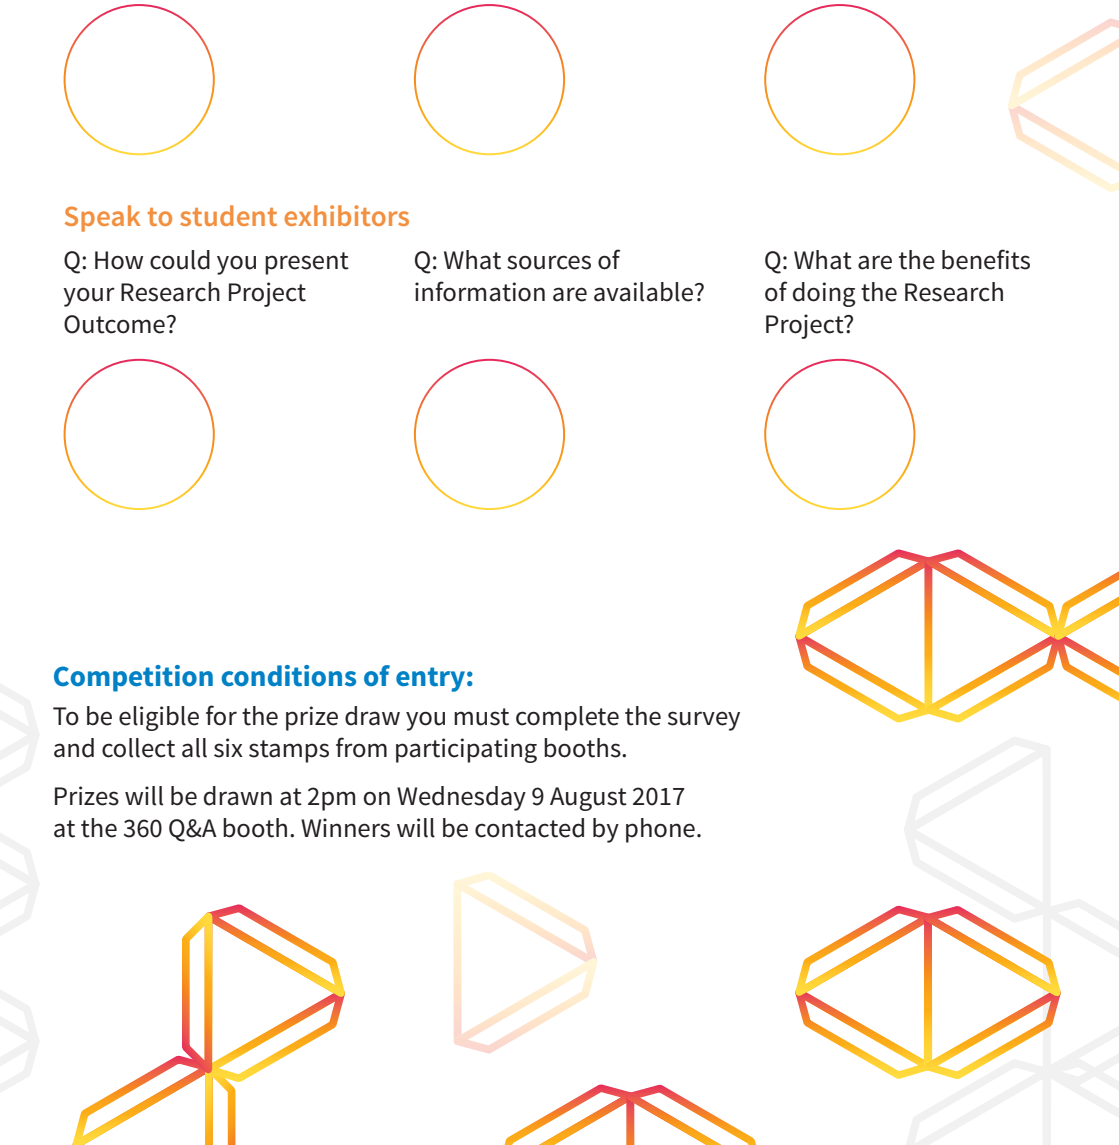 Speak to student exhibitors
Q: How could you present
your Research Project
Outcome?
Q: What sources of
information are available?
Q: What are the benefits
of doing the Research
Project?
Competition conditions of entry:
To be eligible for the prize draw you must complete the survey
and collect all six stamps from participating booths.
Prizes will be drawn at 2pm on Wednesday 9 August 2017
at the 360 Q&A booth. Winners will be contacted by phone.